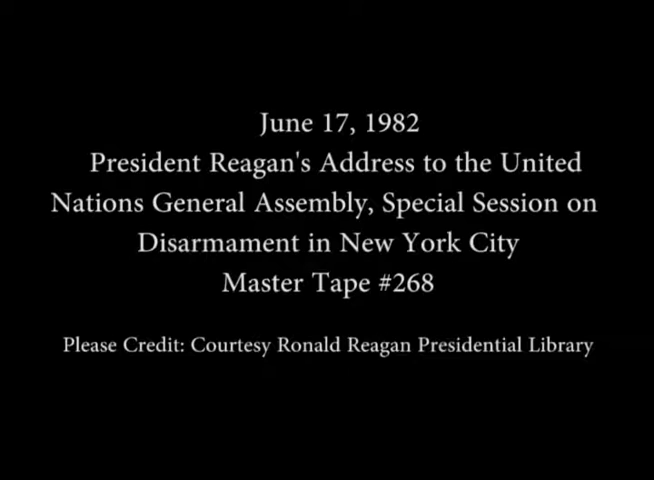 June 17, 1982
President Reagan's Address to the United
Nations General Assembly, Special Session on
Disarmament in New York City
Master Tape #268
Please Credit: Courtesy Ronald Reagan Presidential Library